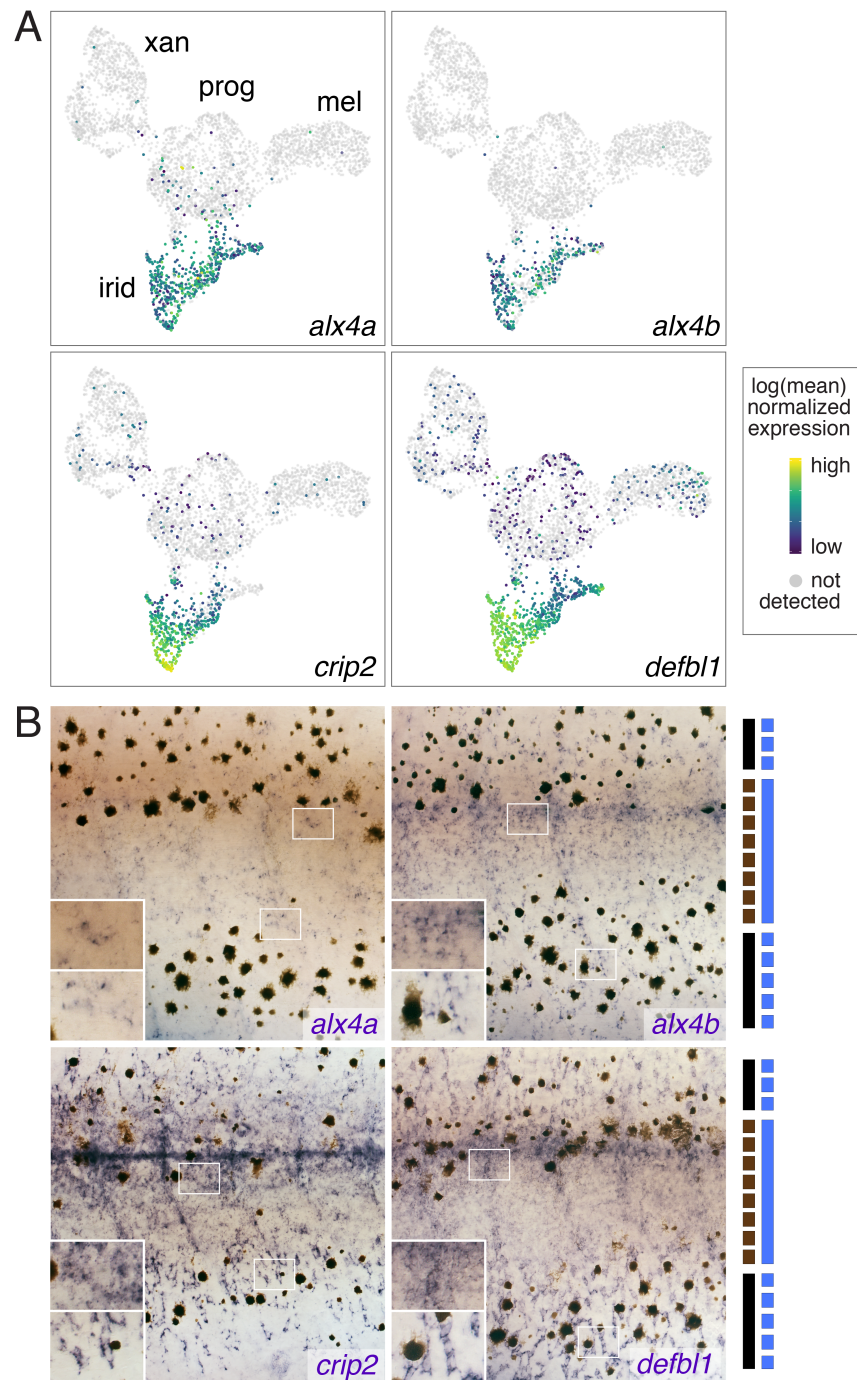 A
xan
prog
mel
irid
alx4a
alx4b
crip2
defbl1
log(mean)
normalized
expression
high
low
not
detected
B
alx4a
alx4b
crip2
defbl1